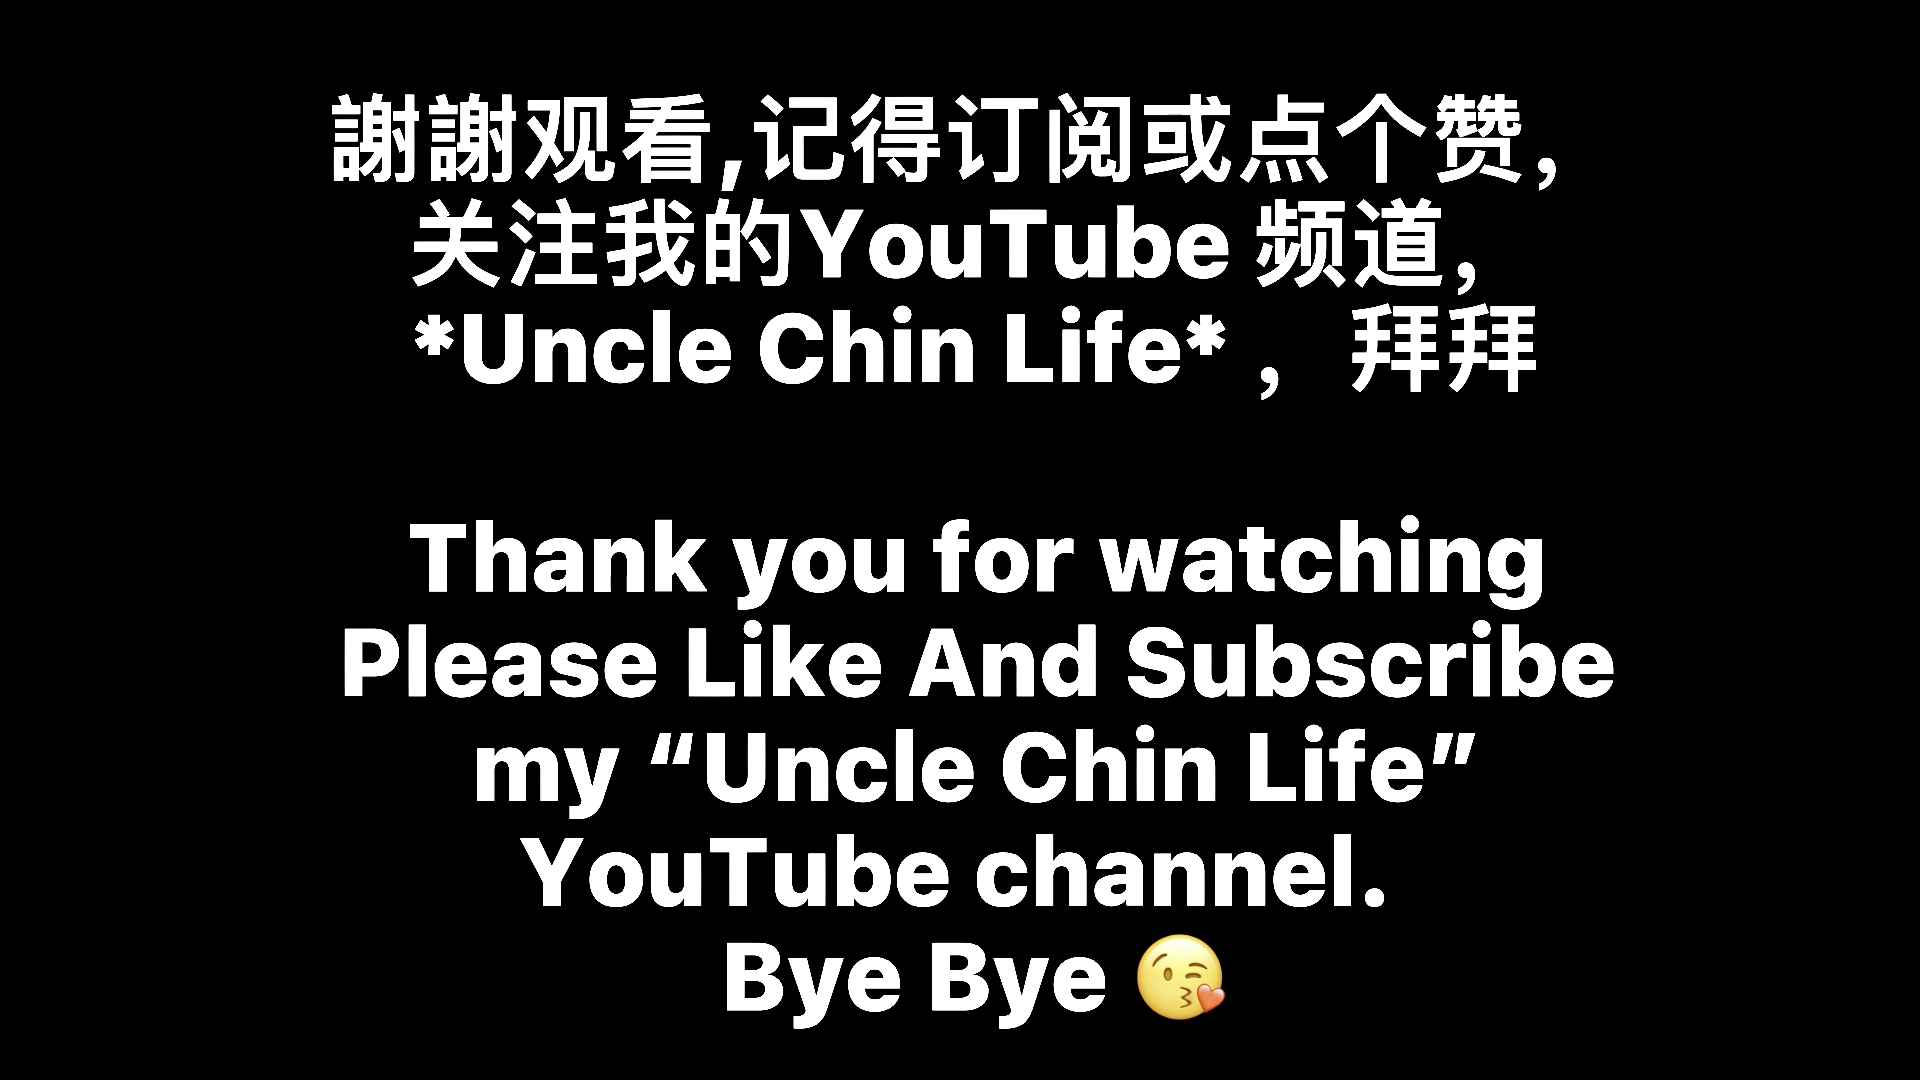 謝謝观看,记得订阅或点个赞，
关注我的YouTube 频道，
*Uncle Chin Life* ，拜拜
Thank you for watching
Please Like And Subscribe
my “Uncle Chin Life”
YouTube channel.
Bye Bye 😘